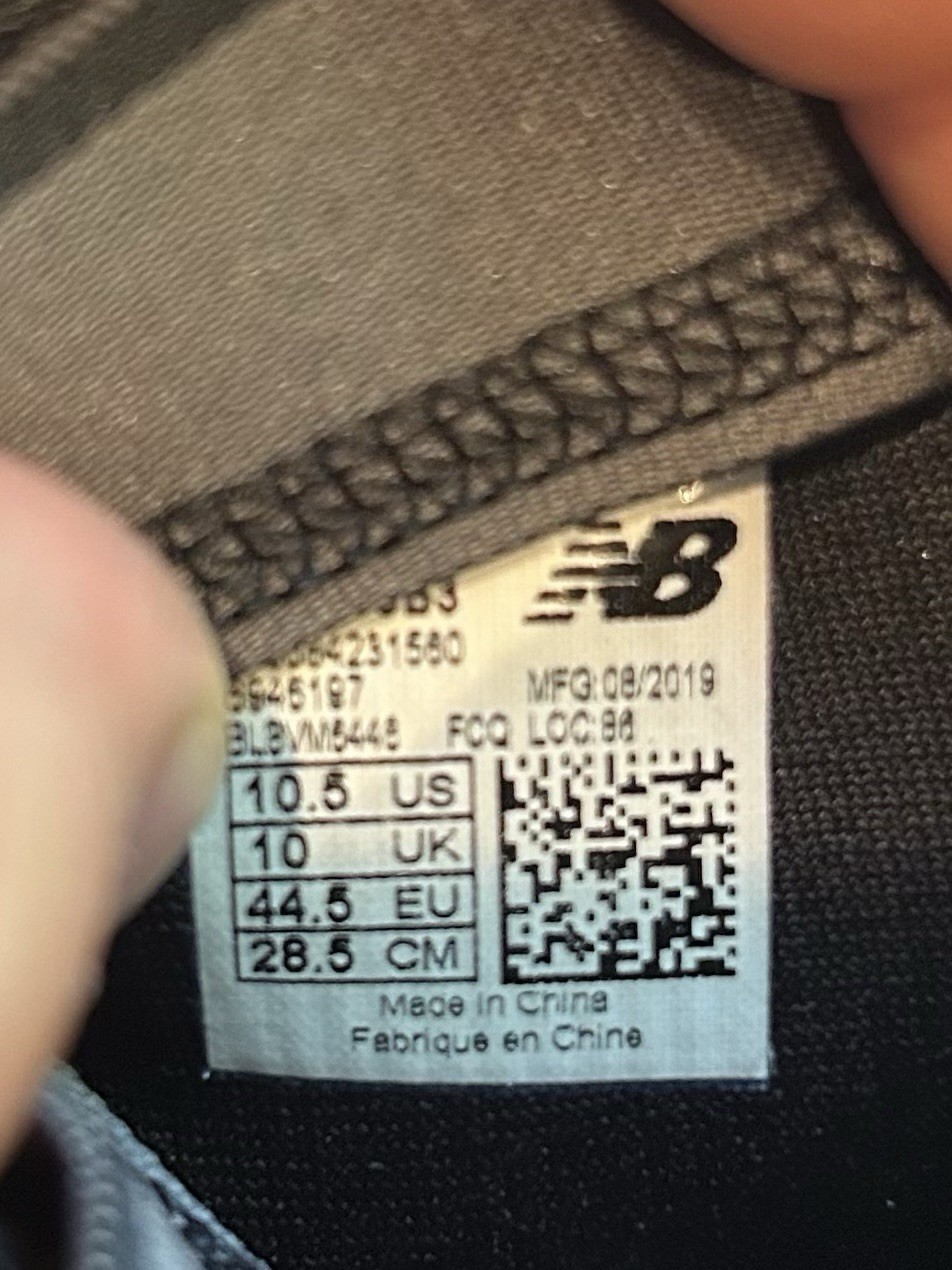 NB
MFG:08/2019
FCQ LOC:86
10.5 US
10 UK
44.5 EU
28.5 CM
Made in China
Fabrique en Chine